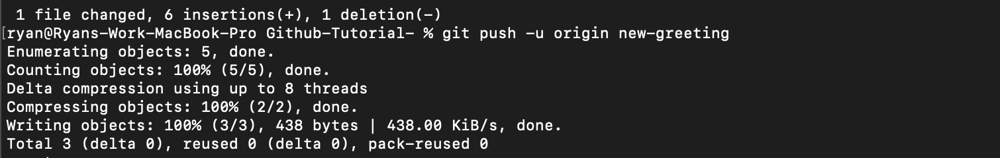 1 file changed, 6 insertions(+), 1 deletion(-)
[ryan@Ryans-Work-MacBook-Pro Github-Tutorial- % git push -u origin new-greeting
Enumerating objects: 5, done.
Counting objects: 100% (5/5), done.
Delta compression using up to 8 threads
Compressing objects: 100% (2/2), done.
Writing objects: 100% (3/3), 438 bytes | 438.00 KiB/s, done.
Total 3 (delta 0), reused 0 (delta 0), pack-reused 0